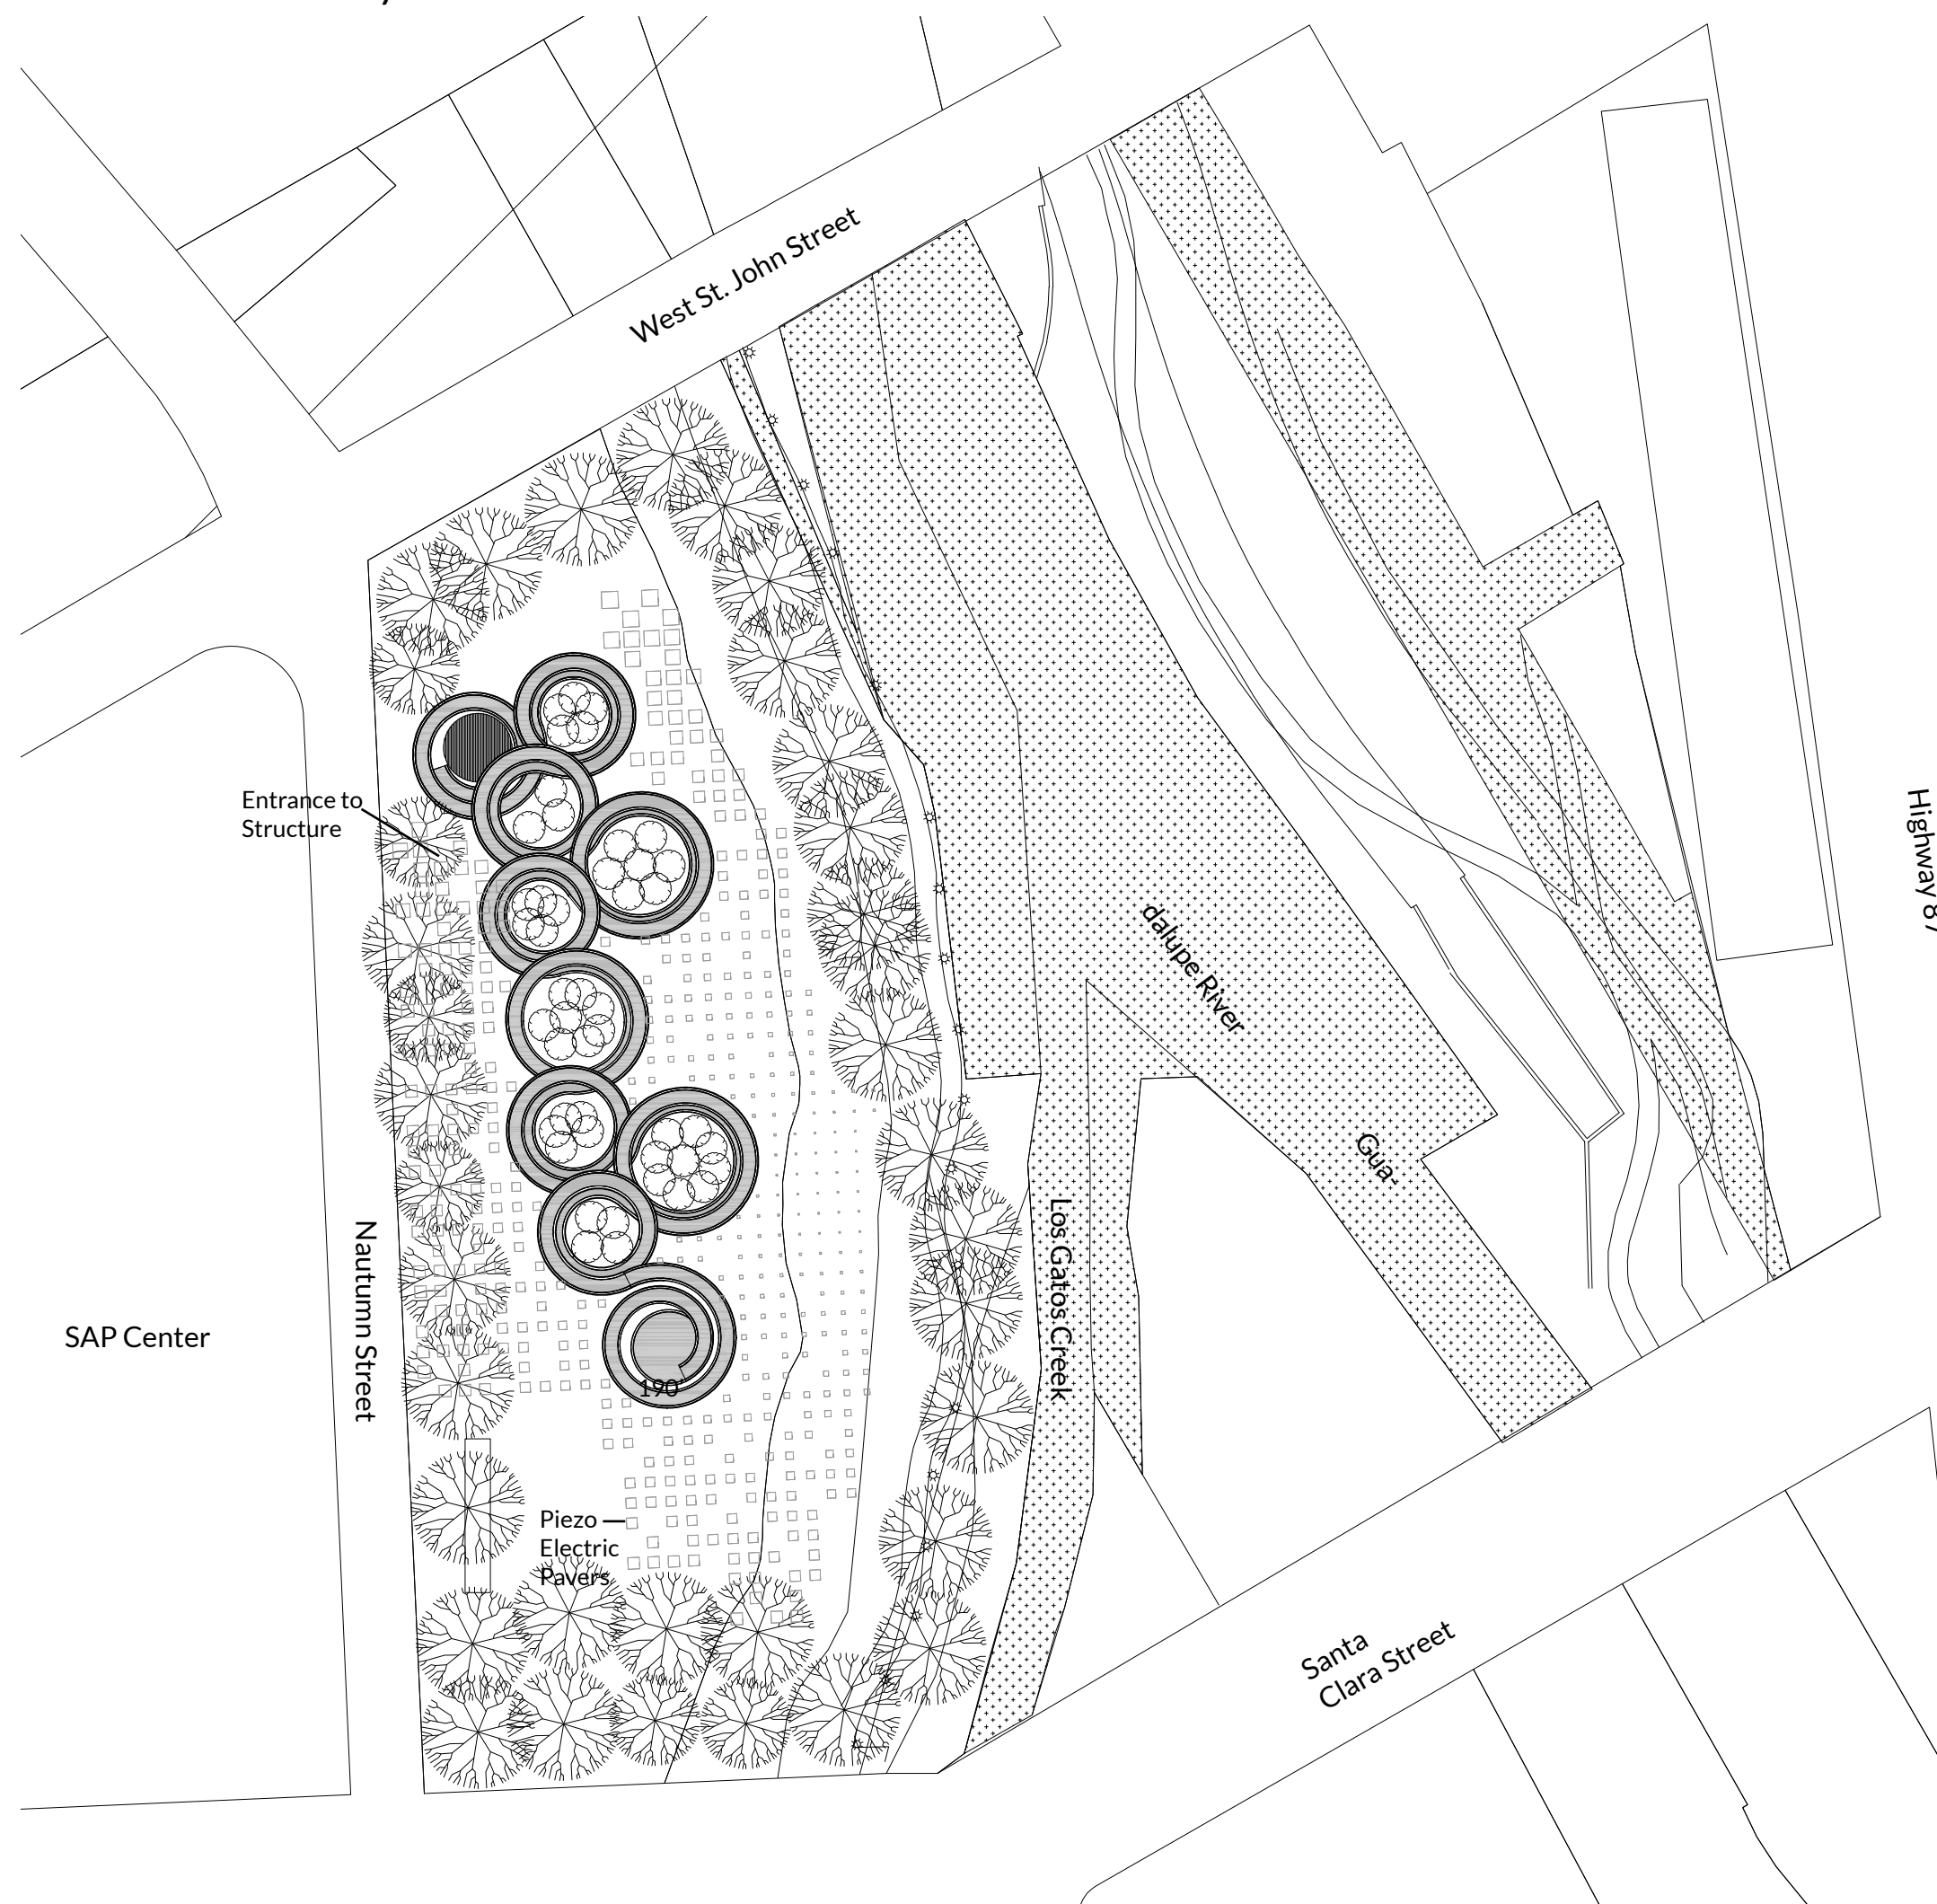 West St. John Street
Entrance to
Structure
Highway 87
dalupe River
Gua-
Los Gatos Creek
Nautumn Street
SAP Center
190'
Piezo
Electric
Pavers
Santa
Clara Street